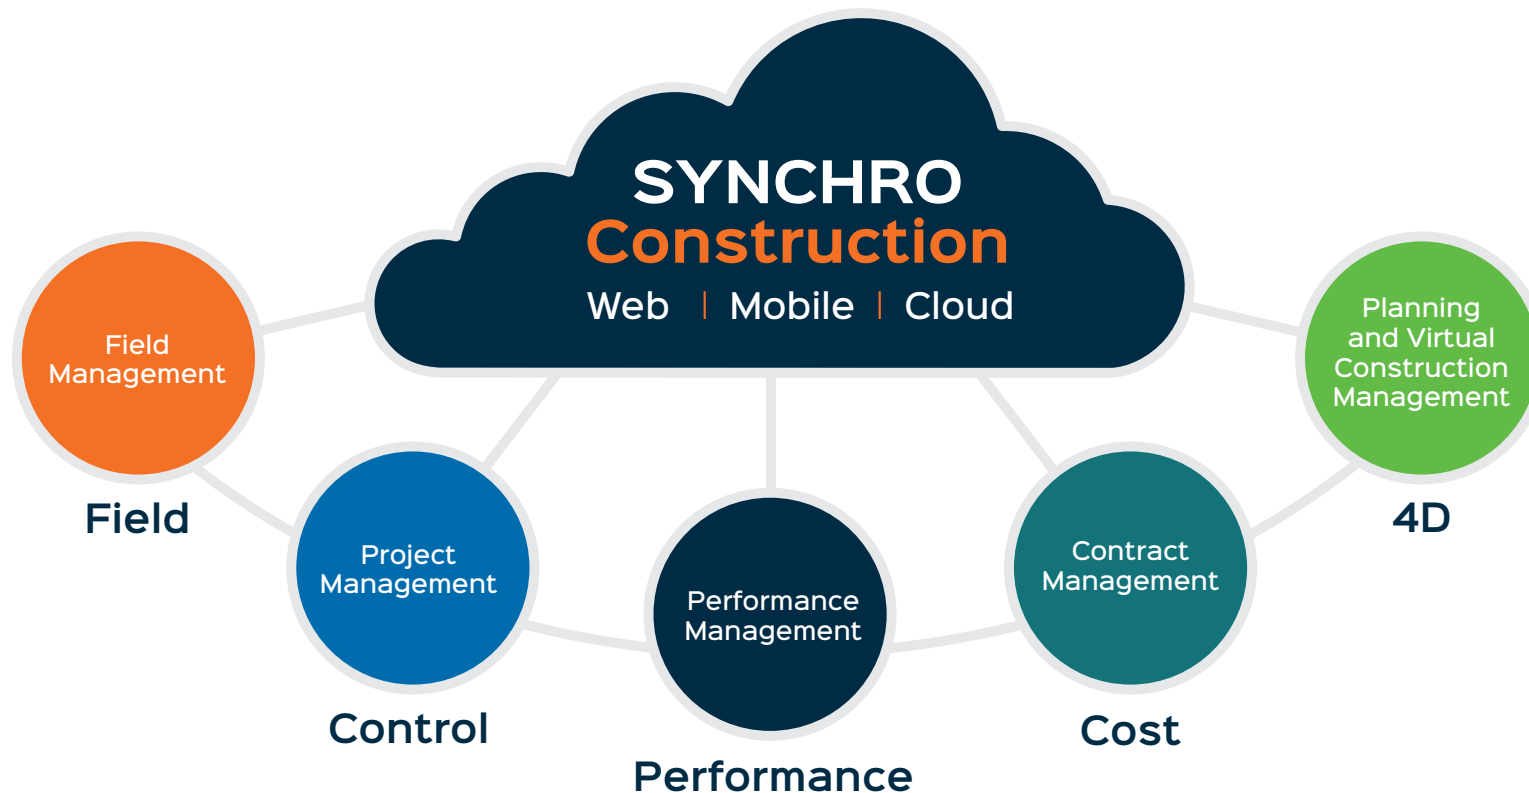 SYNCHRO
Construction
Web | Mobile | Cloud
Field
Management
Field
Project
Management
Control
Performance
Management
Performance
Contract
Management
Cost
Planning
and Virtual
Construction
Management
4D